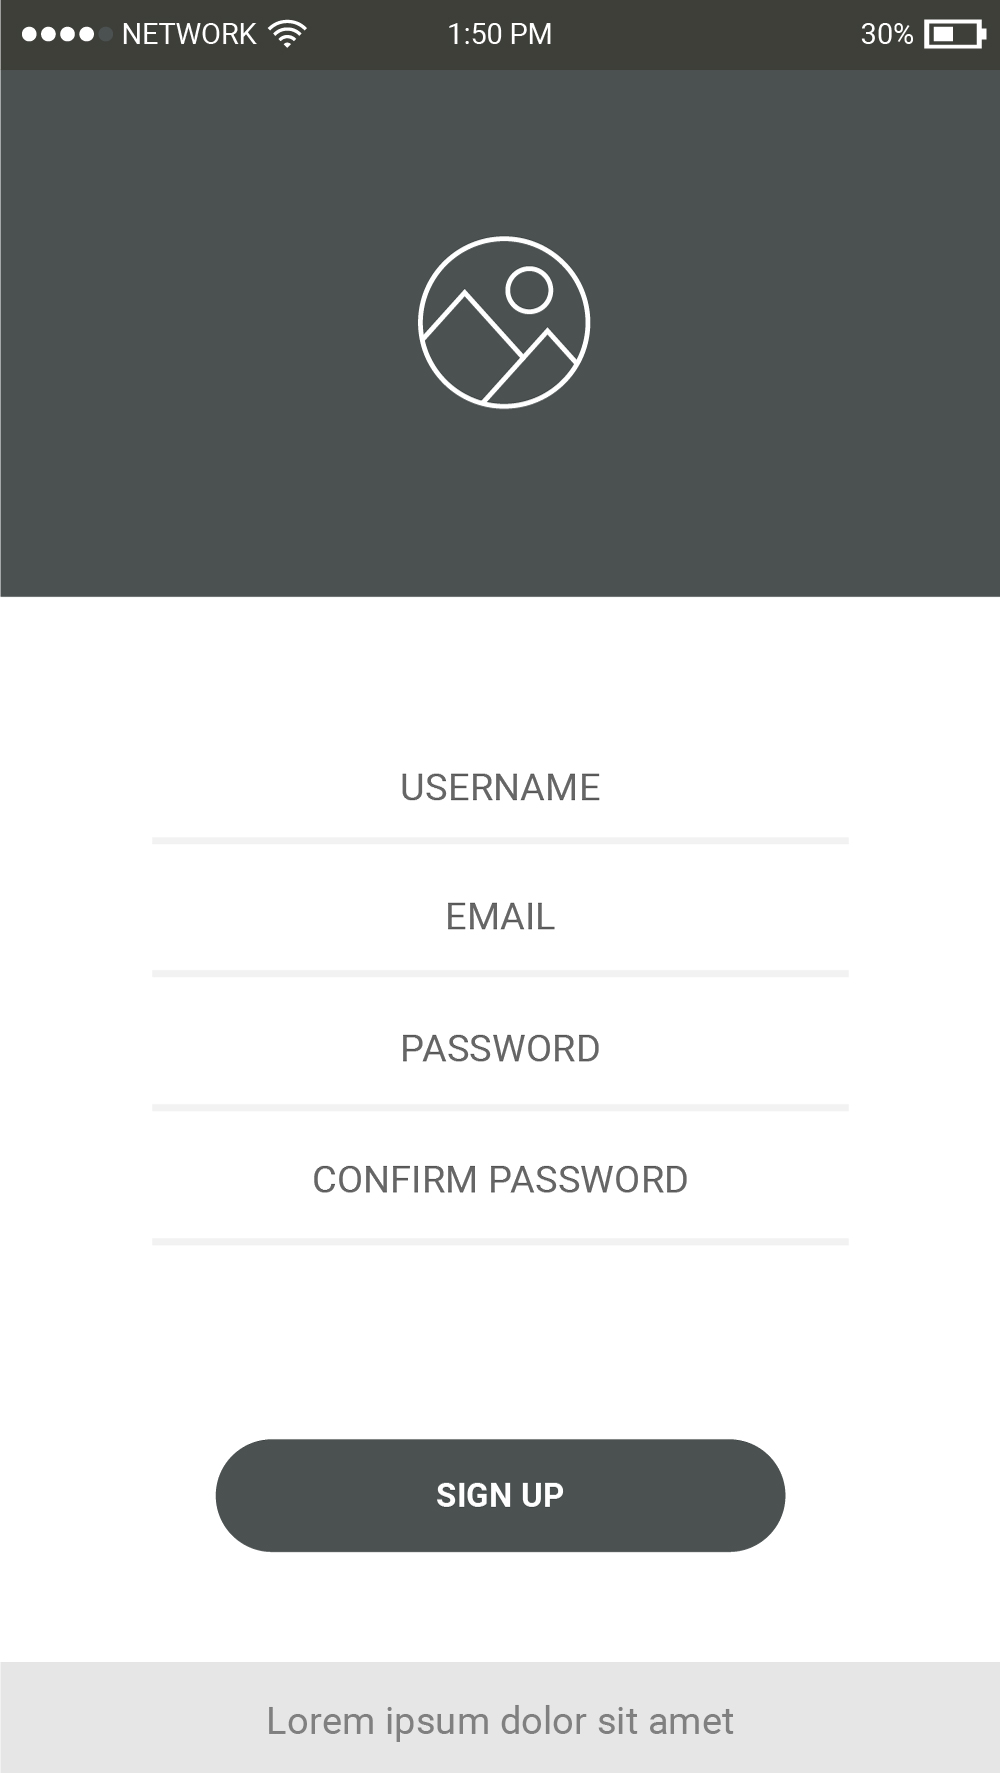 NETWORK 1:50 PM 30%
USERNAME
EMAIL
PASSWORD
CONFIRM PASSWORD
SIGN UP
Lorem ipsum dolor sit amet